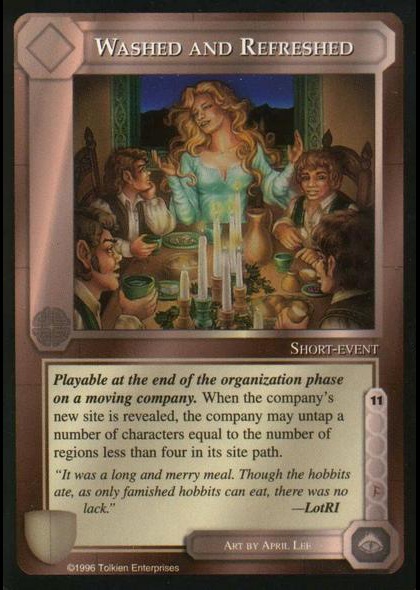 WASHED AND REFRESHED
SHORT-EVENT
Playable at the end of the organization phase
on a moving company. When the company's
new site is revealed, the company may untap a
number of characters equal to the number of
regions less than four in its site path.
11
"It was a long and merry meal. Though the hobbits
ate, as only famished hobbits can eat, there was no
lack." —LotRI
F
ART BY APRIL LEE
©1996 Tolkien Enterprises